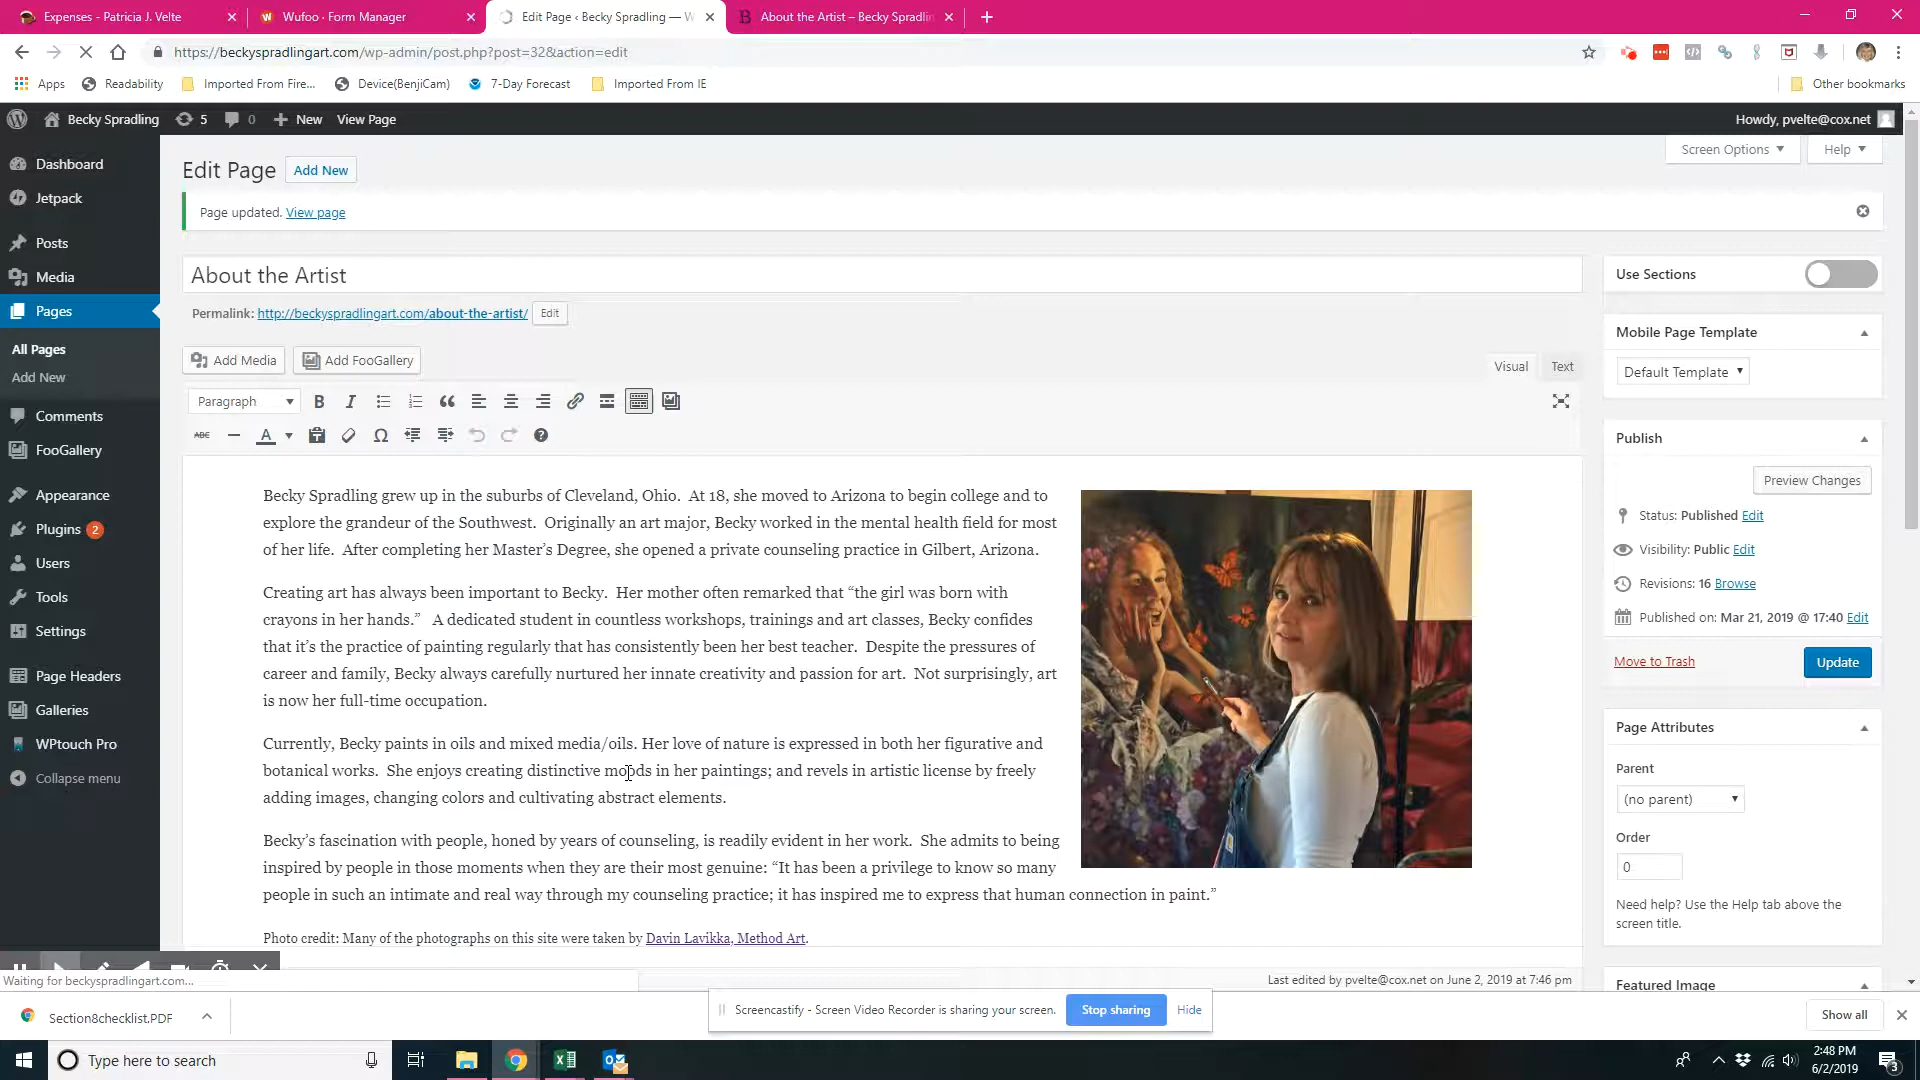 Expenses - Patricia J. Velte
Wufoo · Form Manager
Edit Page ‹ Becky Spradling — W
About the Artist – Becky Spradlin
https://beckyspradlingart.com/wp-admin/post.php?post=32&action=edit
Apps
Readability
Imported From Fire...
Device(BenjiCam)
7-Day Forecast
Imported From IE
Other bookmarks
Becky Spradling
5
0
New
View Page
Howdy, pvelte@cox.net
Dashboard
Jetpack
Posts
Media
Pages
All Pages
Add New
Comments
FooGallery
Appearance
Plugins 2
Users
Tools
Settings
Page Headers
Galleries
WPtouch Pro
Collapse menu
Edit Page
Add New
Screen Options
Help
Page updated. View page
About the Artist
Permalink: http://beckyspradlingart.com/about-the-artist/ Edit
Add Media
Add FooGallery
Visual
Text
Paragraph
B
I
ABC
A
Becky Spradling grew up in the suburbs of Cleveland, Ohio. At 18, she moved to Arizona to begin college and to
explore the grandeur of the Southwest. Originally an art major, Becky worked in the mental health field for most
of her life. After completing her Master’s Degree, she opened a private counseling practice in Gilbert, Arizona.
Creating art has always been important to Becky. Her mother often remarked that “the girl was born with
crayons in her hands.” A dedicated student in countless workshops, trainings and art classes, Becky confides
that it’s the practice of painting regularly that has consistently been her best teacher. Despite the pressures of
career and family, Becky always carefully nurtured her innate creativity and passion for art. Not surprisingly, art
is now her full-time occupation.
Currently, Becky paints in oils and mixed media/oils. Her love of nature is expressed in both her figurative and
botanical works. She enjoys creating distinctive moods in her paintings; and revels in artistic license by freely
adding images, changing colors and cultivating abstract elements.
Becky’s fascination with people, honed by years of counseling, is readily evident in her work. She admits to being
inspired by people in those moments when they are their most genuine: “It has been a privilege to know so many
people in such an intimate and real way through my counseling practice; it has inspired me to express that human connection in paint.”
Photo credit: Many of the photographs on this site were taken by Davin Lavikka, Method Art.
Last edited by pvelte@cox.net on June 2, 2019 at 7:46 pm
Use Sections
Mobile Page Template
Default Template
Publish
Preview Changes
Status: Published Edit
Visibility: Public Edit
Revisions: 16 Browse
Published on: Mar 21, 2019 @ 17:40 Edit
Move to Trash
Update
Page Attributes
Parent
(no parent)
Order
0
Need help? Use the Help tab above the
screen title.
Featured Image
Waiting for beckyspradlingart.com...
Screencastify - Screen Video Recorder is sharing your screen.
Stop sharing
Hide
Section8checklist.PDF
Show all
Type here to search
2:48 PM
6/2/2019
3